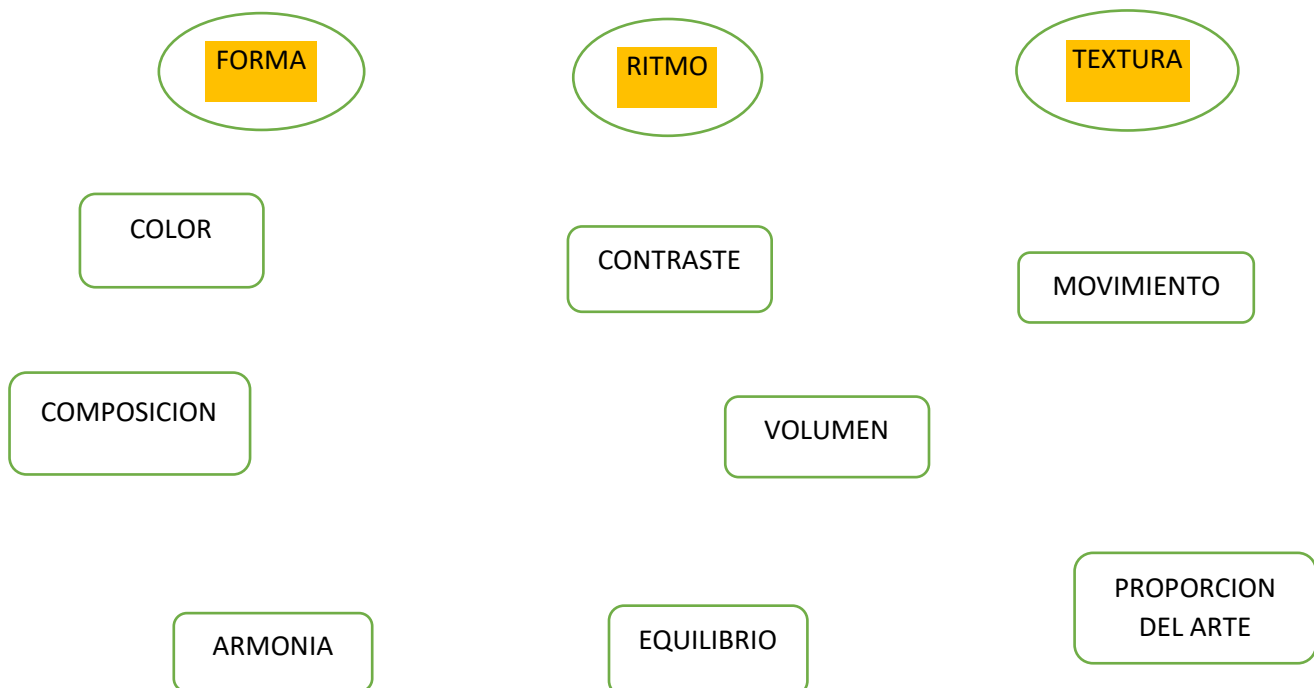 FORMA
RITMO
TEXTURA
COLOR
CONTRASTE
MOVIMIENTO
COMPOSICION
VOLUMEN
PROPORCION
DEL ARTE
ARMONIA
EQUILIBRIO